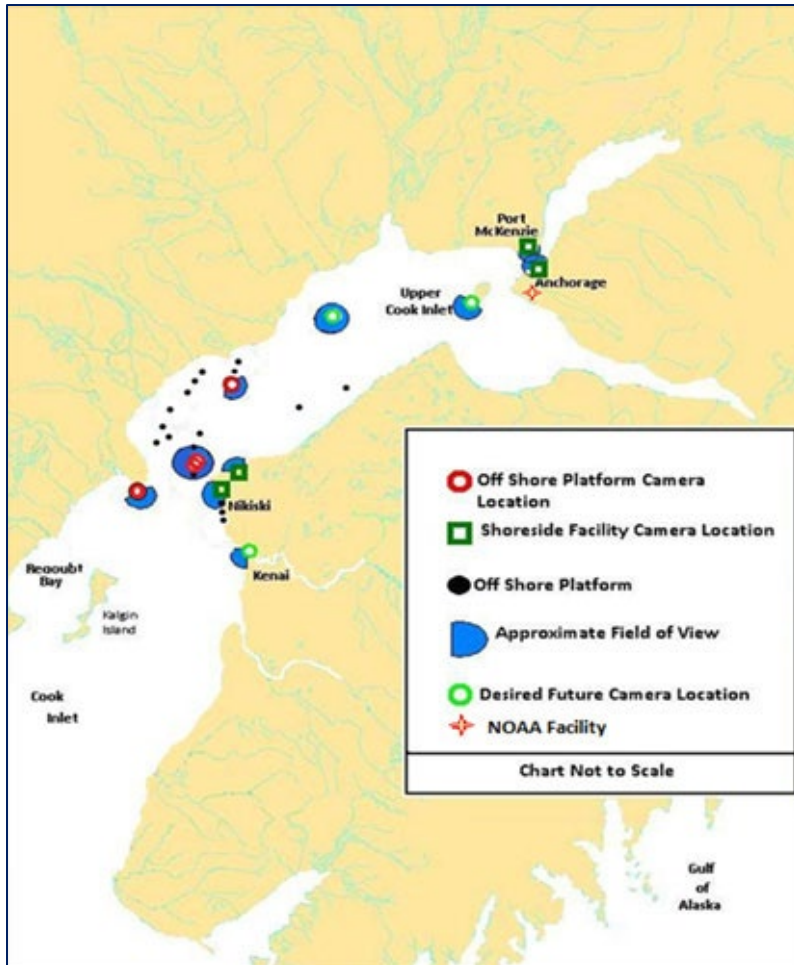 Port
McKenzie
Anchorage
Upper
Cook Inlet
Nikiski
Kenai
Regoubt
Bay
Kalgin
Island
Cook
Inlet
Off Shore Platform Camera
Location
Shoreside Facility Camera Location
Off Shore Platform
Approximate Field of View
Desired Future Camera Location
NOAA Facility
Chart Not to Scale
Gulf
of
Alaska